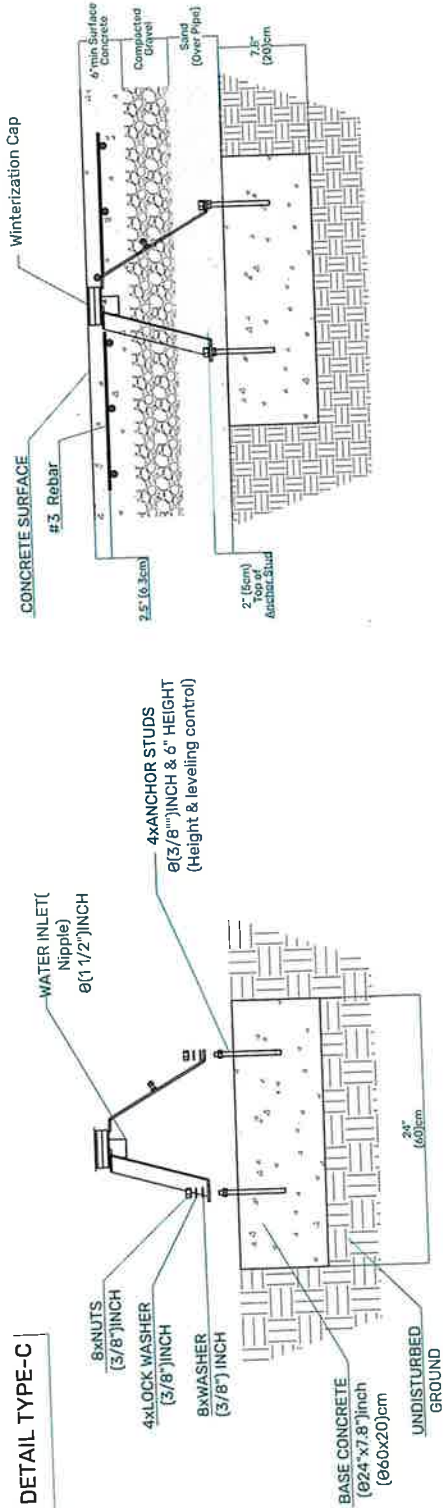 DETAIL TYPE-C
WATER INLET(
Nipple)
Ø(1 1/2")INCH
8xNUTS
(3/8")INCH
4xLOCK WASHER
(3/8")INCH
8xWASHER
(3/8") INCH
4xANCHOR STUDS
Ø(3/8"")INCH & 6" HEIGHT
(Height & leveling control)
BASE CONCRETE
(Ø24"x7.8")inch
(Ø60x20)cm
UNDISTURBED
GROUND
24"
(60)cm
CONCRETE SURFACE
#3 Rebar
Winterization Cap
6"min Surface
Concrete
Compacted
Gravel
Sand
(Over Pipe)
7.8"
(20)cm
2.5" (6.3cm)
2" (5cm)
Top of
Anchor Stud